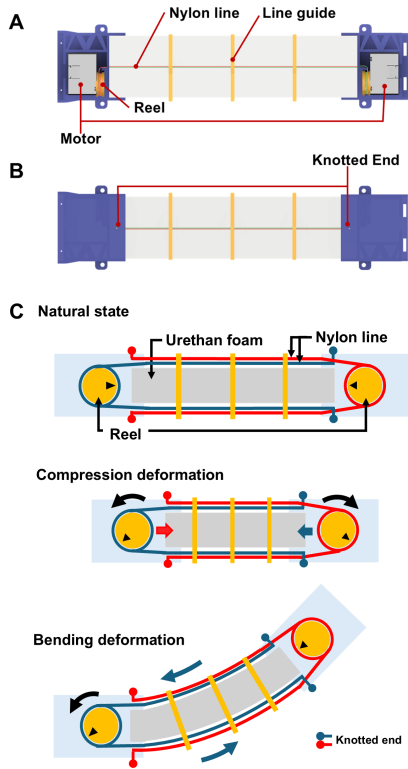 A
Nylon line
Line guide
Reel
Motor
B
Knotted End
C
Natural state
Urethan foam
Nylon line
Reel
Compression deformation
Bending deformation
Knotted end